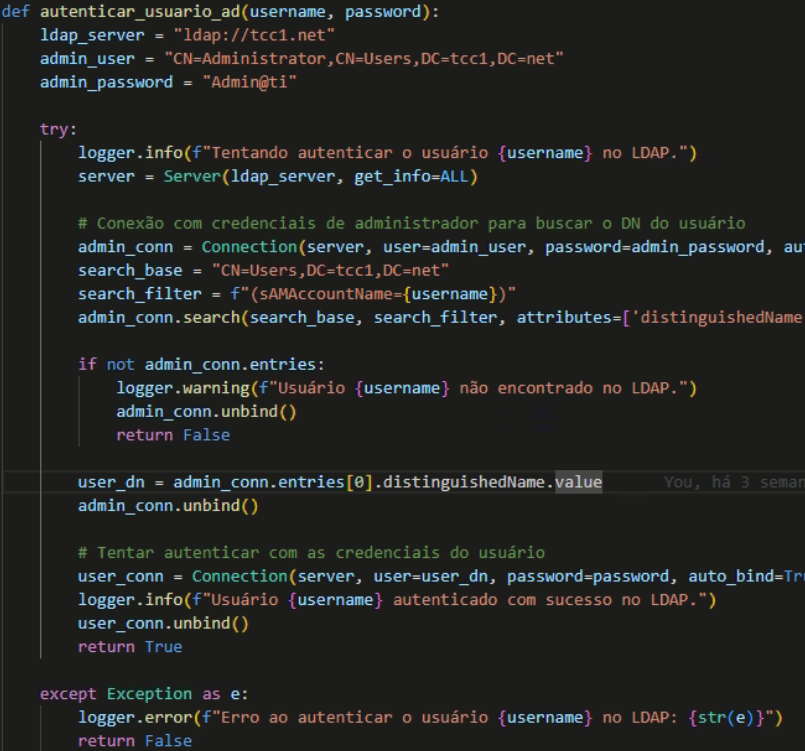 def autenticar_usuario_ad(username, password):
    ldap_server = "ldap://tcc1.net"
    admin_user = "CN=Administrator,CN=Users,DC=tcc1,DC=net"
    admin_password = "Admin@ti"

    try:
        logger.info(f"Tentando autenticar o usuário {username} no LDAP.")
        server = Server(ldap_server, get_info=ALL)

        # Conexão com credenciais de administrador para buscar o DN do usuário
        admin_conn = Connection(server, user=admin_user, password=admin_password, au
        search_base = "CN=Users,DC=tcc1,DC=net"
        search_filter = f"(sAMAccountName={username})"
        admin_conn.search(search_base, search_filter, attributes=['distinguishedName

        if not admin_conn.entries:
            logger.warning(f"Usuário {username} não encontrado no LDAP.")
            admin_conn.unbind()
            return False

        user_dn = admin_conn.entries[0].distinguishedName.value You, há 3 seman
        admin_conn.unbind()

        # Tentar autenticar com as credenciais do usuário
        user_conn = Connection(server, user=user_dn, password=password, auto_bind=Tru
        logger.info(f"Usuário {username} autenticado com sucesso no LDAP.")
        user_conn.unbind()
        return True

    except Exception as e:
        logger.error(f"Erro ao autenticar o usuário {username} no LDAP: {str(e)}")
        return False